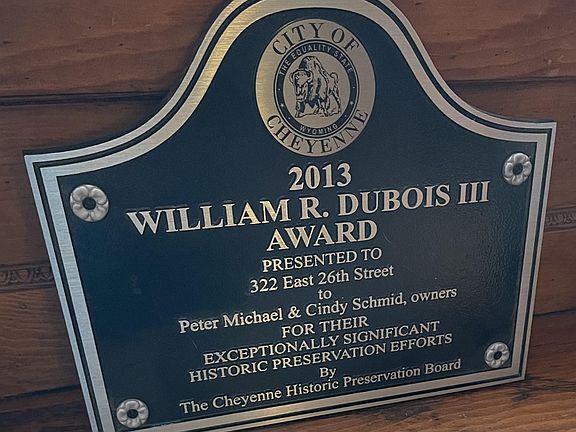 CITY OF
THE EQUALITY STATE
WYOMING
CHEYENNE
2013
WILLIAM R. DUBOIS III
AWARD
PRESENTED TO
322 East 26th Street
to
Peter Michael & Cindy Schmid, owners
FOR THEIR
EXCEPTIONALLY SIGNIFICANT
HISTORIC PRESERVATION EFFORTS
By
The Cheyenne Historic Preservation Board